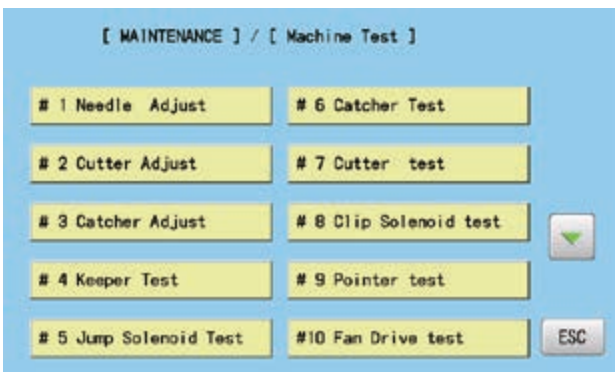 [ MAINTENANCE ] / [ Machine Test ]
# 1 Needle Adjust
# 2 Cutter Adjust
# 3 Catcher Adjust
# 4 Keeper Test
# 5 Jump Solenoid Test
# 6 Catcher Test
# 7 Cutter test
# 8 Clip Solenoid test
# 9 Pointer test
#10 Fan Drive test
ESC